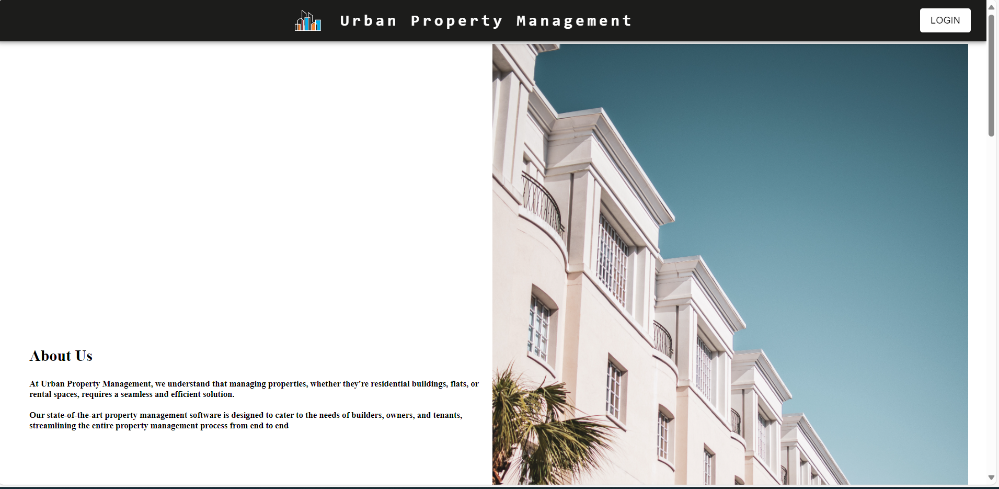 Urban Property Management
LOGIN
About Us
At Urban Property Management, we understand that managing properties, whether they're residential buildings, flats, or
rental spaces, requires a seamless and efficient solution.
Our state-of-the-art property management software is designed to cater to the needs of builders, owners, and tenants,
streamlining the entire property management process from end to end